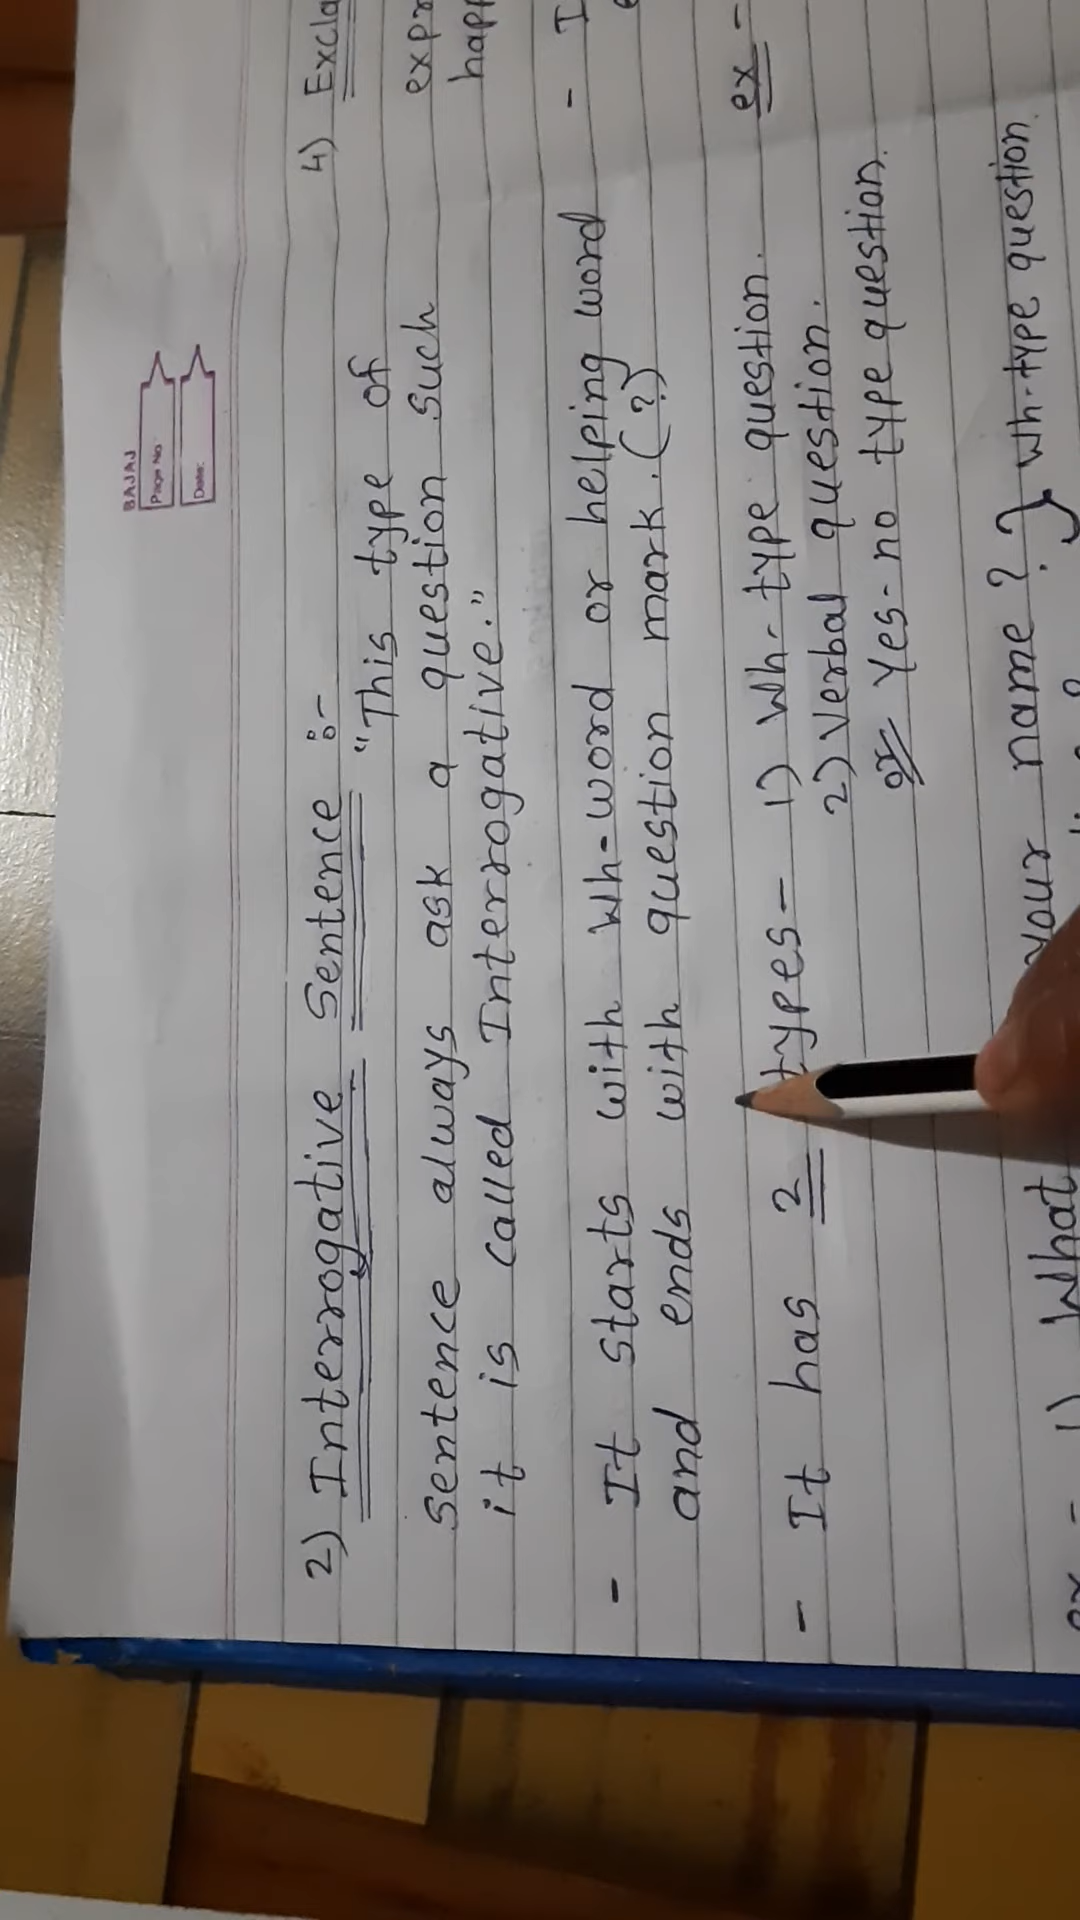 BAJAJ
Page No
Date:
2) Interrogative Sentence :-
"This type of
Sentence always ask a question such
it is called Interrogative."
- It starts with Wh-word or helping word
and ends with question mark.(?)
- It has 2 types- 1) Wh-type question.
2) Verbal question.
or Yes-no type question.
ex - 1) What your name ? } Wh-type question.
4) Excla
expr
happ
- I
ex -